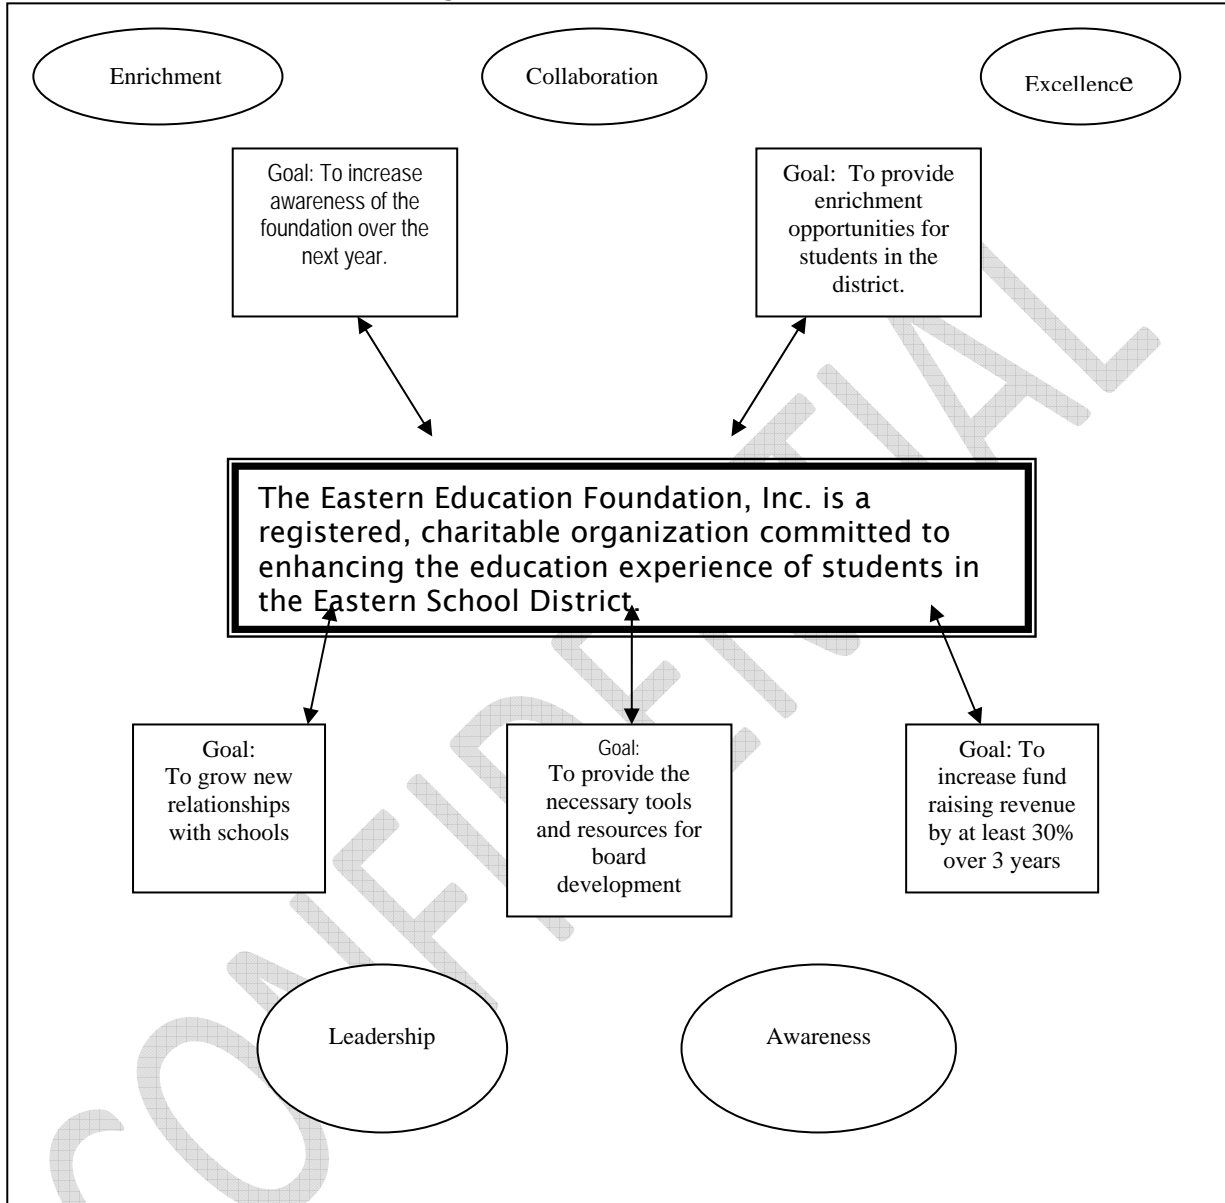 Enrichment
Collaboration
Excellence
Goal: To increase
awareness of the
foundation over the
next year.
Goal: To provide
enrichment
opportunities for
students in the
district.
The Eastern Education Foundation, Inc. is a
registered, charitable organization committed to
enhancing the education experience of students in
the Eastern School District.
Goal:
To grow new
relationships
with schools
Goal:
To provide the
necessary tools
and resources for
board
development
Goal: To
increase fund
raising revenue
by at least 30%
over 3 years
Leadership
Awareness
CONFIDENTIAL